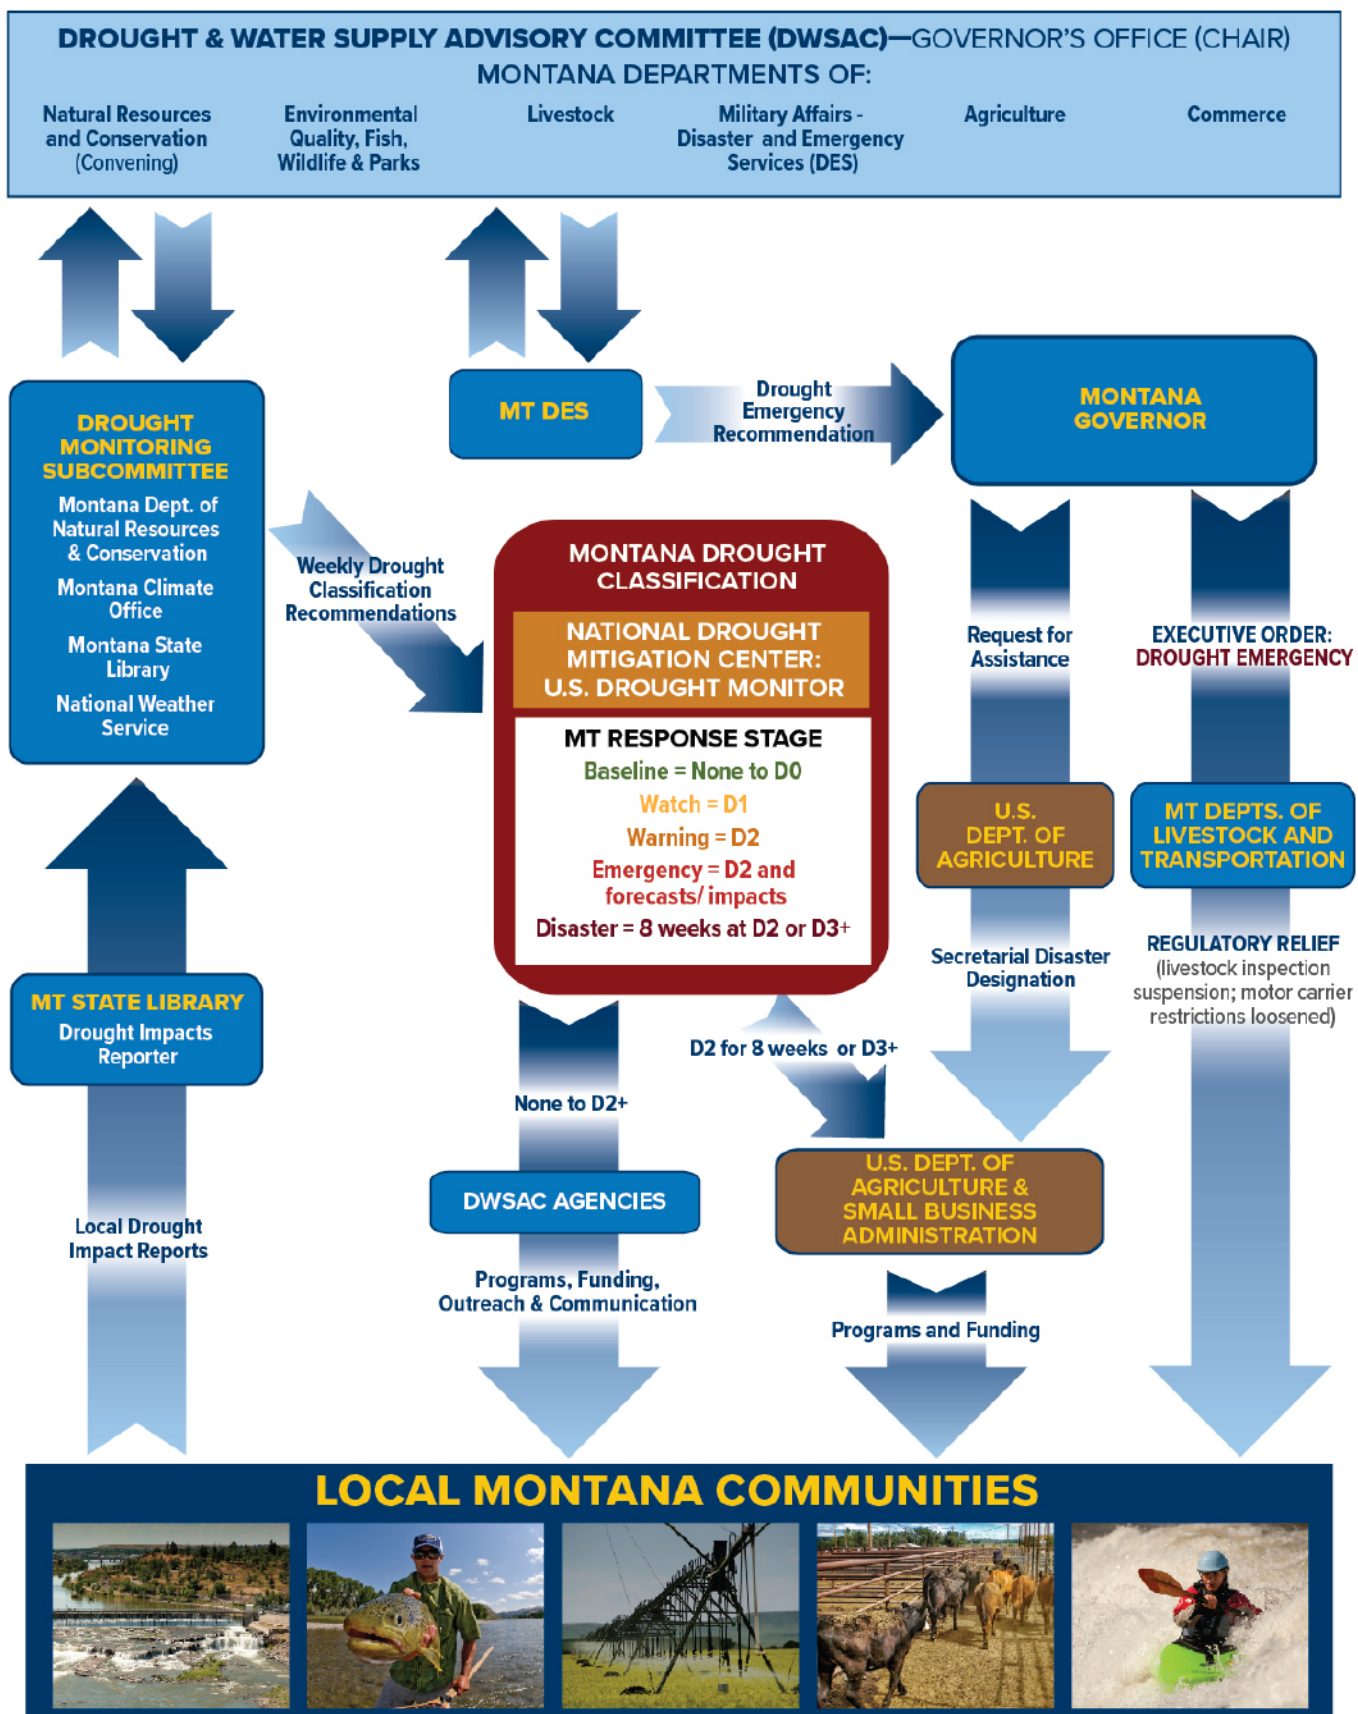 DROUGHT & WATER SUPPLY ADVISORY COMMITTEE (DWSAC)—GOVERNOR'S OFFICE (CHAIR)
MONTANA DEPARTMENTS OF:
Natural Resources
and Conservation
(Convening)
Environmental
Quality, Fish,
Wildlife & Parks
Livestock
Military Affairs -
Disaster and Emergency
Services (DES)
Agriculture
Commerce
DROUGHT
MONITORING
SUBCOMMITTEE
Montana Dept. of
Natural Resources
& Conservation
Montana Climate
Office
Montana State
Library
National Weather
Service
MT DES
Drought
Emergency
Recommendation
MONTANA
GOVERNOR
Weekly Drought
Classification
Recommendations
MONTANA DROUGHT
CLASSIFICATION
NATIONAL DROUGHT
MITIGATION CENTER:
U.S. DROUGHT MONITOR
MT RESPONSE STAGE
Baseline = None to D0
Watch = D1
Warning = D2
Emergency = D2 and
forecasts/ impacts
Disaster = 8 weeks at D2 or D3+
Request for
Assistance
EXECUTIVE ORDER:
DROUGHT EMERGENCY
U.S.
DEPT. OF
AGRICULTURE
MT DEPTS. OF
LIVESTOCK AND
TRANSPORTATION
Secretarial Disaster
Designation
REGULATORY RELIEF
(livestock inspection
suspension; motor carrier
restrictions loosened)
MT STATE LIBRARY
Drought Impacts
Reporter
D2 for 8 weeks or D3+
None to D2+
DWSAC AGENCIES
U.S. DEPT. OF
AGRICULTURE &
SMALL BUSINESS
ADMINISTRATION
Local Drought
Impact Reports
Programs, Funding,
Outreach & Communication
Programs and Funding
LOCAL MONTANA COMMUNITIES